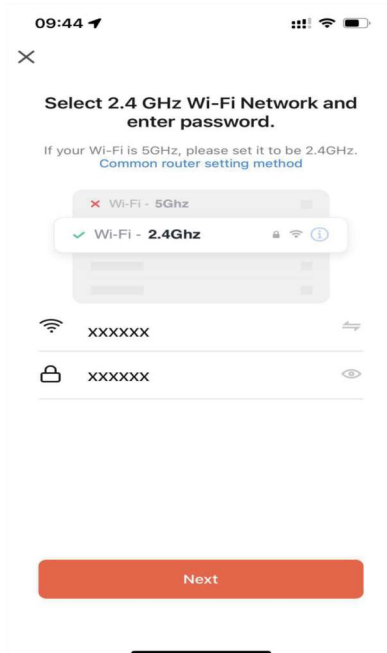 09:44
Select 2.4 GHz Wi-Fi Network and
enter password.
If your Wi-Fi is 5GHz, please set it to be 2.4GHz.
Common router setting method
Wi-Fi - 5Ghz
Wi-Fi - 2.4Ghz
xxxxxx
xxxxxx
Next